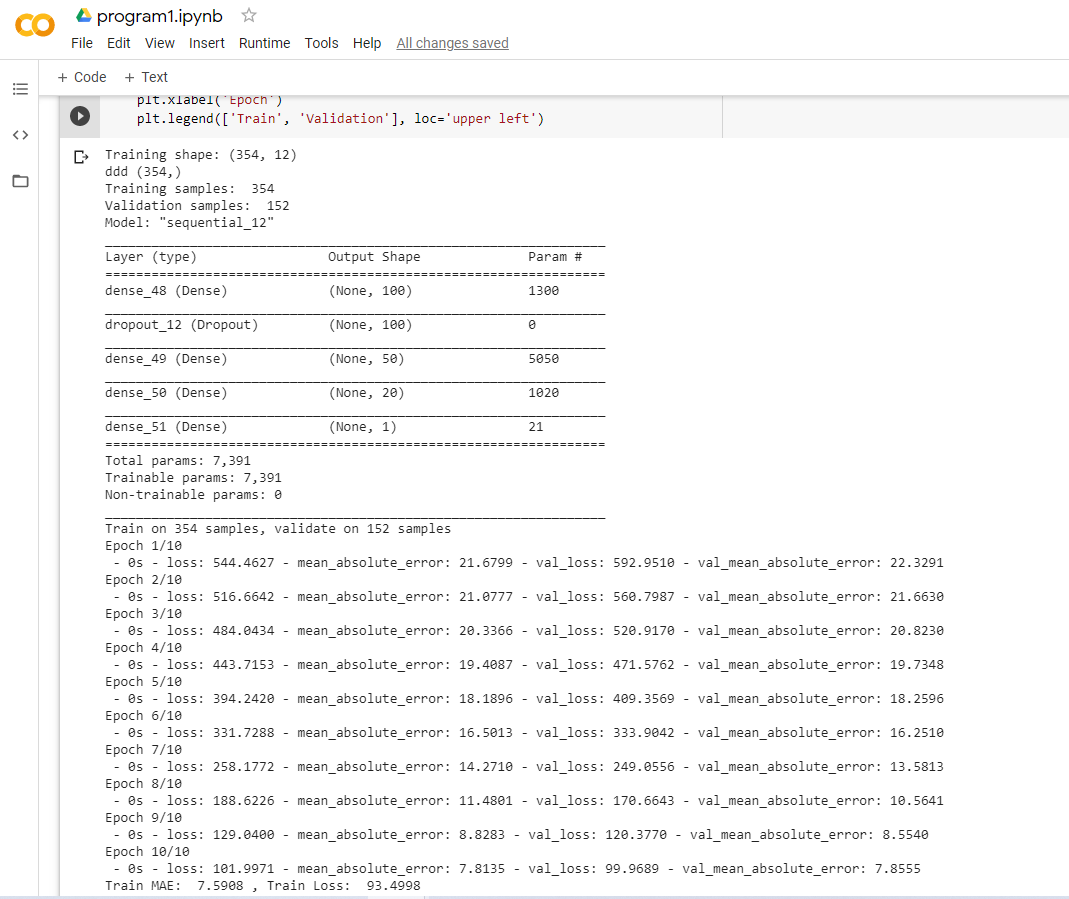 program1.ipynb
File Edit View Insert Runtime Tools Help All changes saved
+ Code + Text
plt.xlabel('Epoch')
plt.legend(['Train', 'Validation'], loc='upper left')
Training shape: (354, 12)
ddd (354,)
Training samples:  354
Validation samples:  152
Model: "sequential_12"
_________________________________________________________________
Layer (type)                 Output Shape              Param #
=================================================================
dense_48 (Dense)             (None, 100)               1300
_________________________________________________________________
dropout_12 (Dropout)         (None, 100)               0
_________________________________________________________________
dense_49 (Dense)             (None, 50)                5050
_________________________________________________________________
dense_50 (Dense)             (None, 20)                1020
_________________________________________________________________
dense_51 (Dense)             (None, 1)                 21
=================================================================
Total params: 7,391
Trainable params: 7,391
Non-trainable params: 0
_________________________________________________________________
Train on 354 samples, validate on 152 samples
Epoch 1/10
 - 0s - loss: 544.4627 - mean_absolute_error: 21.6799 - val_loss: 592.9510 - val_mean_absolute_error: 22.3291
Epoch 2/10
 - 0s - loss: 516.6642 - mean_absolute_error: 21.0777 - val_loss: 560.7987 - val_mean_absolute_error: 21.6630
Epoch 3/10
 - 0s - loss: 484.0434 - mean_absolute_error: 20.3366 - val_loss: 520.9170 - val_mean_absolute_error: 20.8230
Epoch 4/10
 - 0s - loss: 443.7153 - mean_absolute_error: 19.4087 - val_loss: 471.5762 - val_mean_absolute_error: 19.7348
Epoch 5/10
 - 0s - loss: 394.2420 - mean_absolute_error: 18.1896 - val_loss: 409.3569 - val_mean_absolute_error: 18.2596
Epoch 6/10
 - 0s - loss: 331.7288 - mean_absolute_error: 16.5013 - val_loss: 333.9042 - val_mean_absolute_error: 16.2510
Epoch 7/10
 - 0s - loss: 258.1772 - mean_absolute_error: 14.2710 - val_loss: 249.0556 - val_mean_absolute_error: 13.5813
Epoch 8/10
 - 0s - loss: 188.6226 - mean_absolute_error: 11.4801 - val_loss: 170.6643 - val_mean_absolute_error: 10.5641
Epoch 9/10
 - 0s - loss: 129.0400 - mean_absolute_error: 8.8283 - val_loss: 120.3770 - val_mean_absolute_error: 8.5540
Epoch 10/10
 - 0s - loss: 101.9971 - mean_absolute_error: 7.8135 - val_loss: 99.9689 - val_mean_absolute_error: 7.8555
Train MAE:  7.5908 , Train Loss:  93.4998